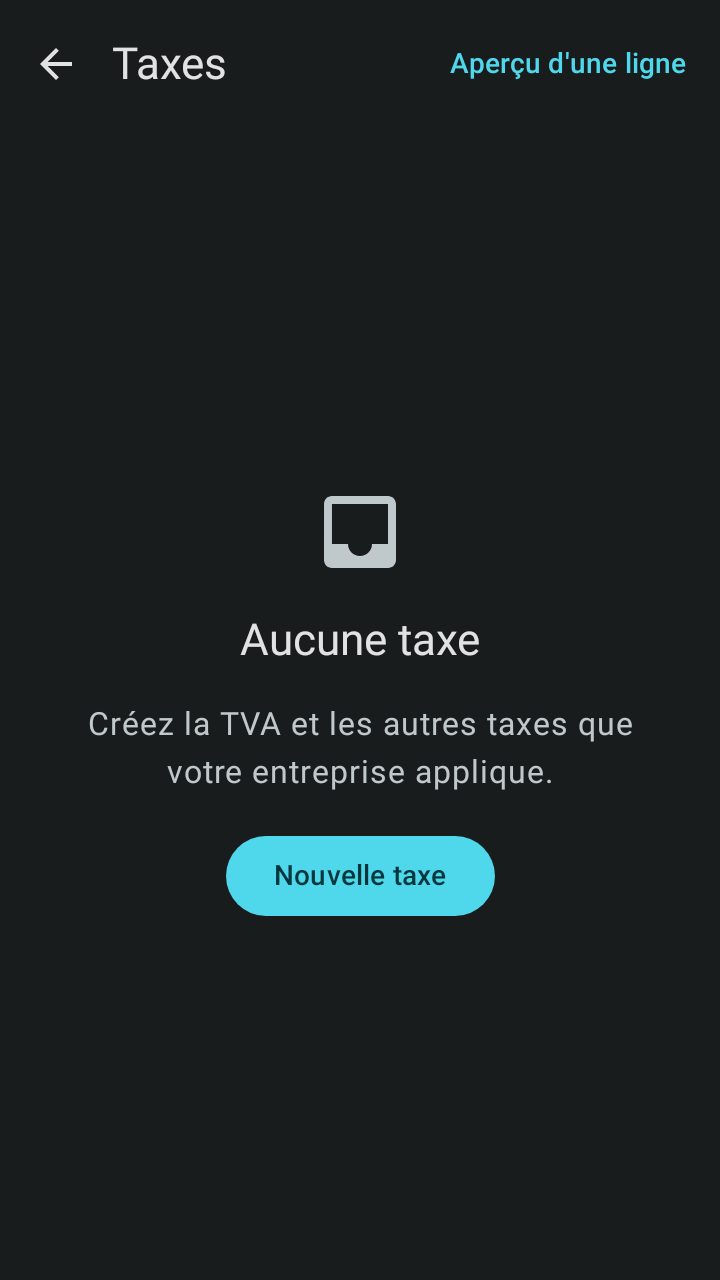 Taxes
Aperçu d'une ligne
Aucune taxe
Créez la TVA et les autres taxes que
votre entreprise applique.
Nouvelle taxe